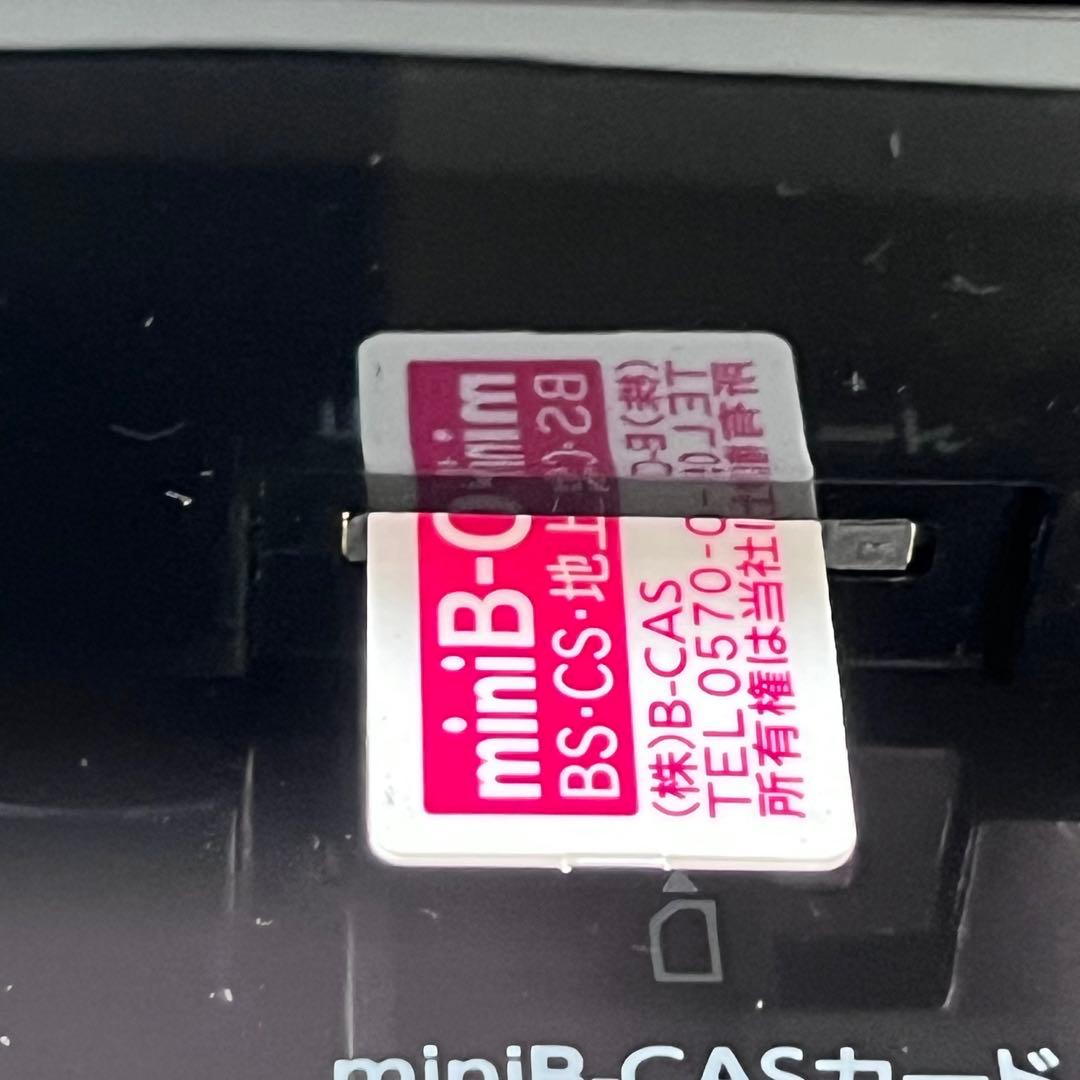 miniB-C
BS・CS・地上
(株)B-CAS
TEL 0570-0
所有権は当社に
miniB-CASカード